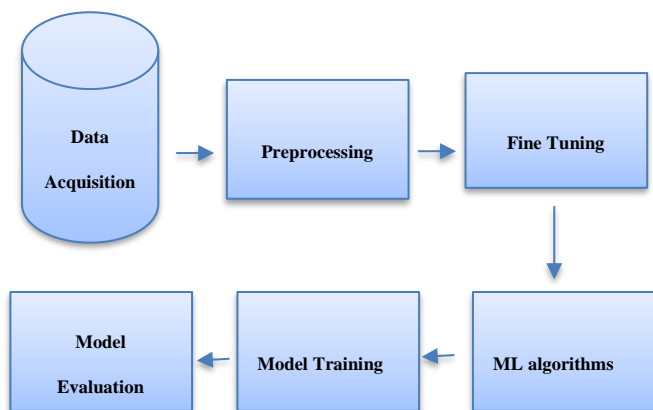 Data
Acquisition
Preprocessing
Fine Tuning
ML algorithms
Model Training
Model
Evaluation